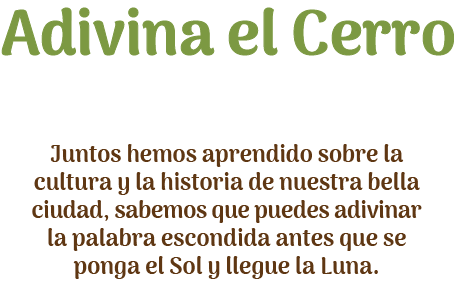 Adivina el Cerro
Juntos hemos aprendido sobre la
cultura y la historia de nuestra bella
ciudad, sabemos que puedes adivinar
la palabra escondida antes que se
ponga el Sol y llegue la Luna.